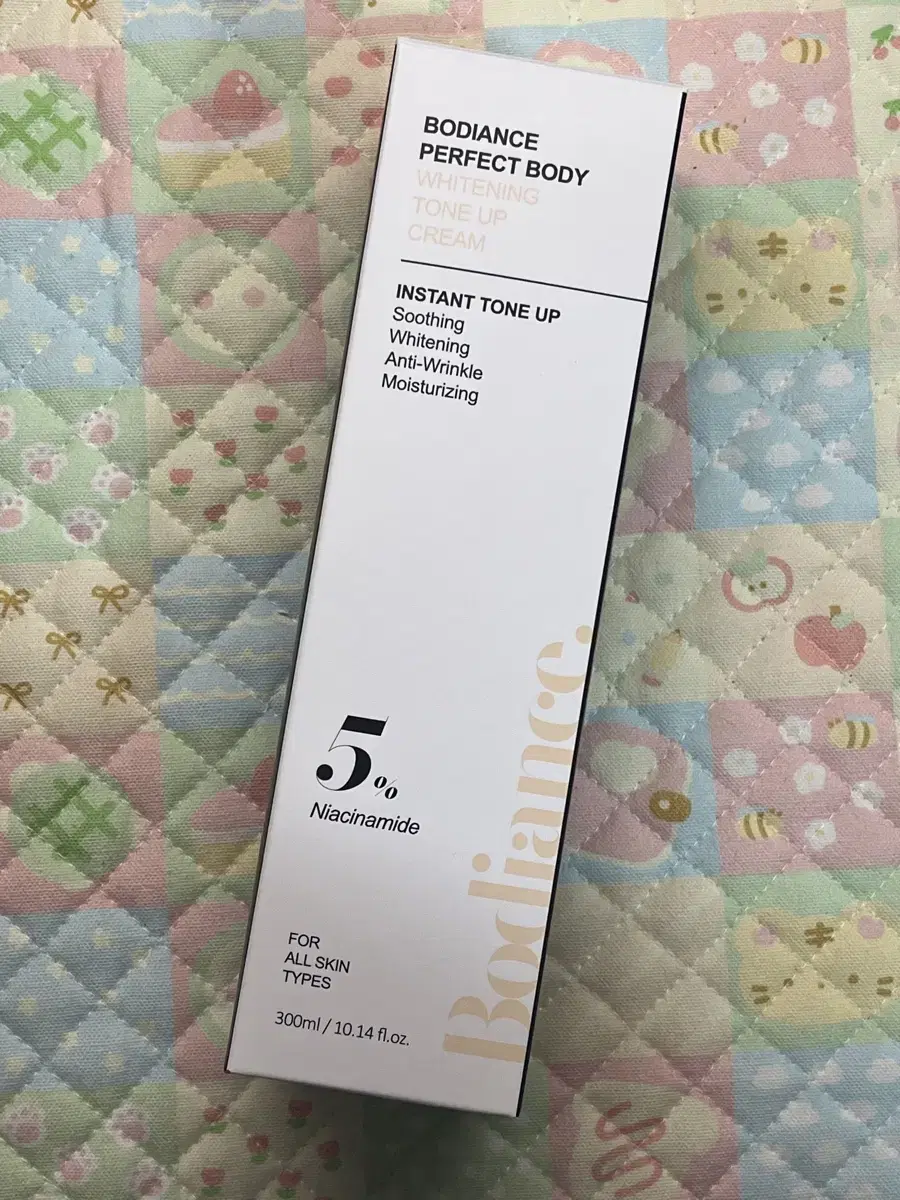 BODIANCE
PERFECT BODY
WHITENING
TONE UP
CREAM
INSTANT TONE UP
Soothing
Whitening
Anti-Wrinkle
Moisturizing
5%
Niacinamide
Bodiance.
FOR
ALL SKIN
TYPES
300ml / 10.14 fl.oz.